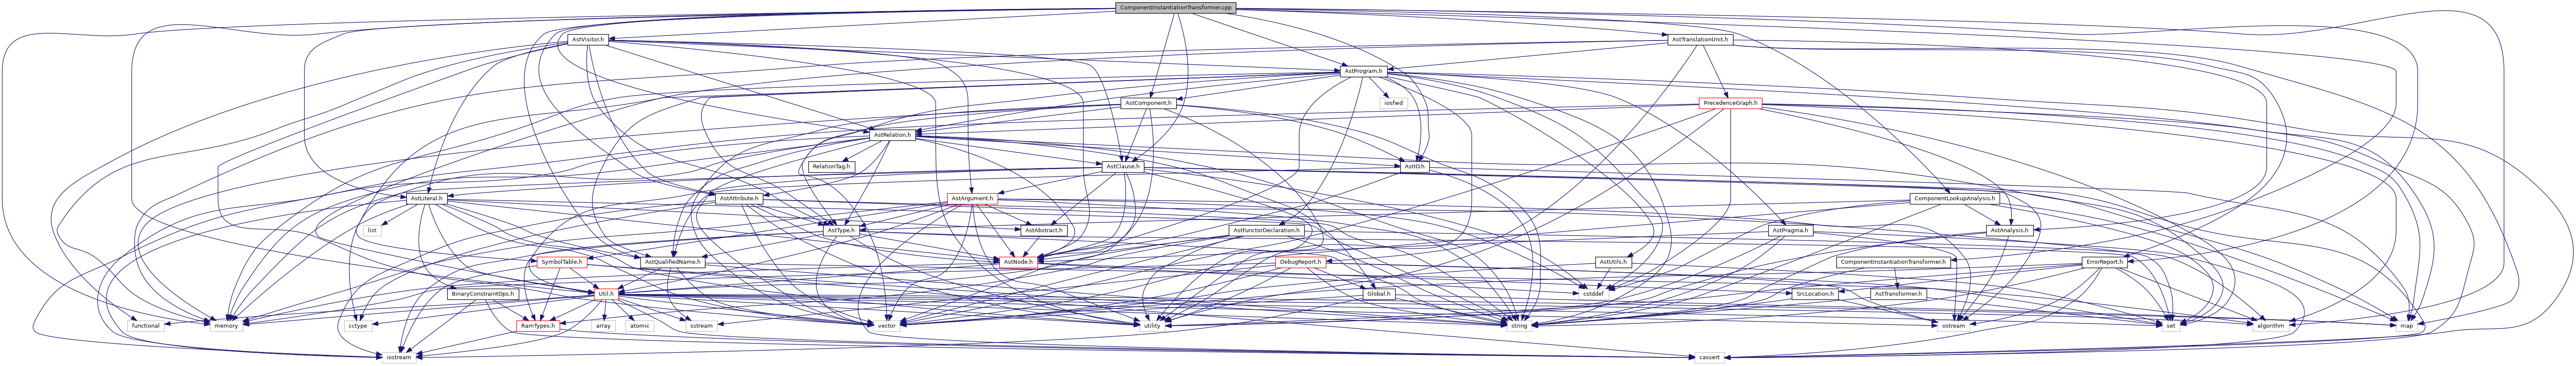 ComponentInstantiationTransformer.cpp
AstVisitor.h
AstTranslationUnit.h
AstProgram.h
AstComponent.h
iosfwd
PrecedenceGraph.h
AstRelation.h
RelationTag.h
AstClause.h
AstIO.h
AstLiteral.h
AstAttribute.h
AstArgument.h
ComponentLookupAnalysis.h
list
AstType.h
AstAbstract.h
AstFunctorDeclaration.h
AstPragma.h
AstAnalysis.h
SymbolTable.h
AstQualifiedName.h
AstNode.h
DebugReport.h
AstUtils.h
ComponentInstantiationTransformer.h
ErrorReport.h
BinaryConstraintOps.h
Util.h
Global.h
cstddef
SrcLocation.h
AstTransformer.h
functional
memory
cctype
RamTypes.h
array
atomic
sstream
vector
utility
string
ostream
set
algorithm
map
iostream
cassert